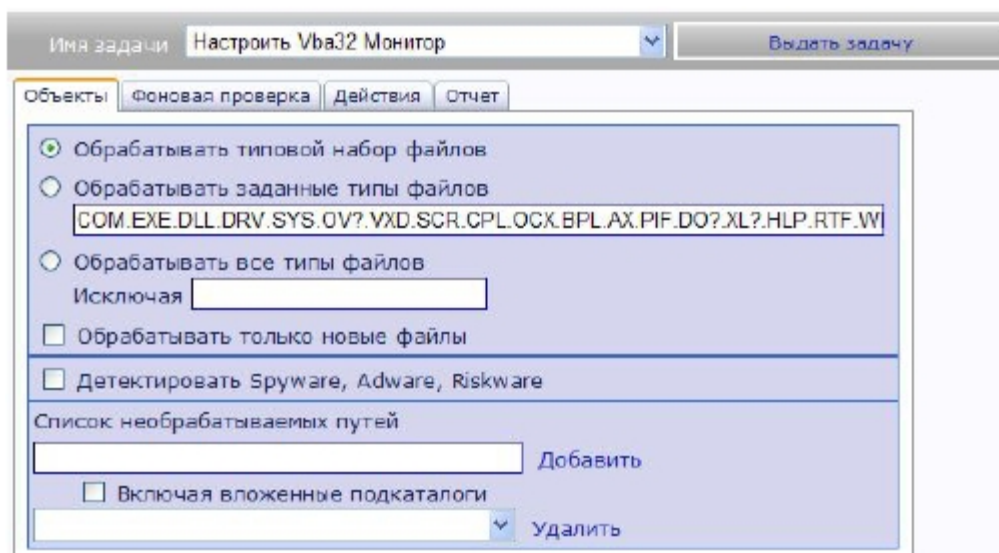 Имя задачи Настроить Vba32 Монитор Выдать задачу
Объекты Фоновая проверка Действия Отчет
Обрабатывать типовой набор файлов
Обрабатывать заданные типы файлов
COM.EXE.DLL.DRV.SYS.OV?.VXD.SCR.CPL.OCX.BPL.AX.PIF.DO?.XL?.HLP.RTF.W
Обрабатывать все типы файлов
Исключая
Обрабатывать только новые файлы
Детектировать Spyware, Adware, Riskware
Список необрабатываемых путей
Добавить
Включая вложенные подкаталоги
Удалить